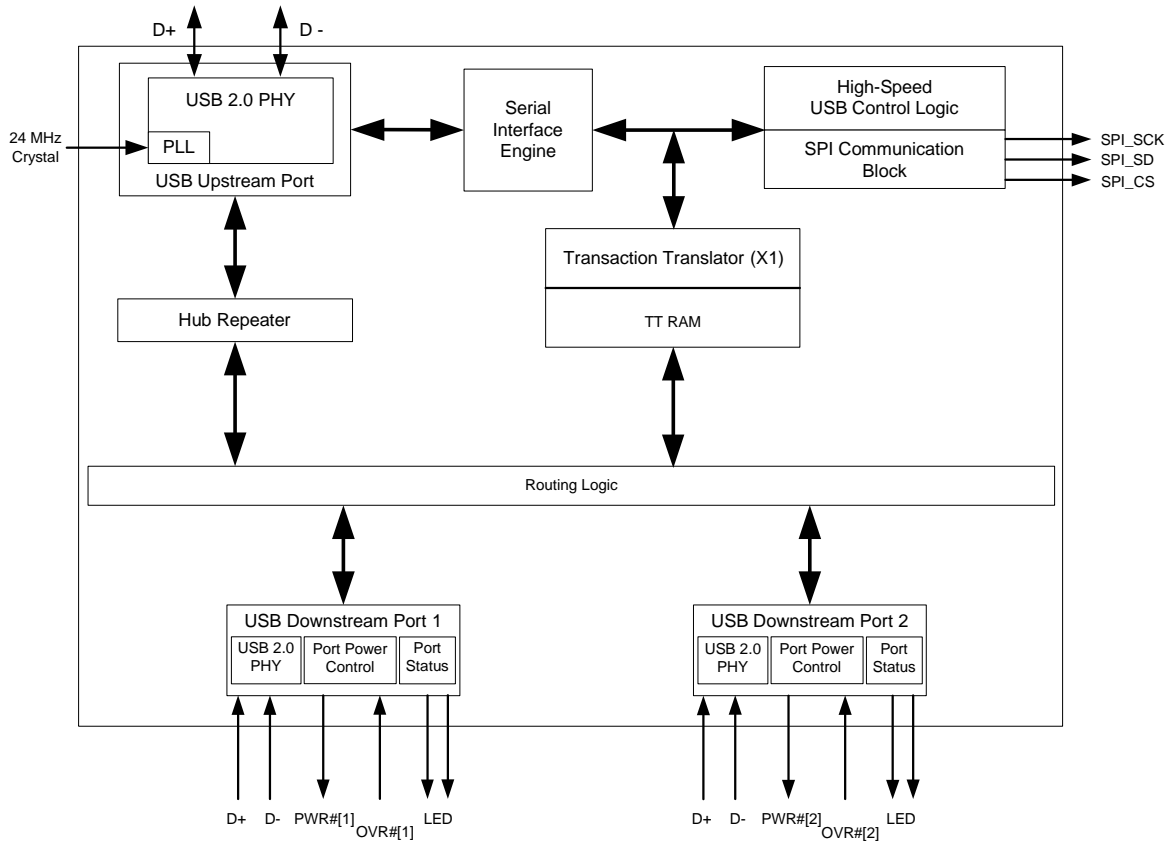 D+
D -
USB 2.0 PHY
PLL
USB Upstream Port
24 MHz
Crystal
Serial
Interface
Engine
High-Speed
USB Control Logic
SPI Communication
Block
SPI_SCK
SPI_SD
SPI_CS
Transaction Translator (X1)
TT RAM
Hub Repeater
Routing Logic
USB Downstream Port 1
USB 2.0
PHY
Port Power
Control
Port
Status
USB Downstream Port 2
USB 2.0
PHY
Port Power
Control
Port
Status
D+
D-
PWR#[1]
OVR#[1]
LED
D+
D-
PWR#[2]
OVR#[2]
LED